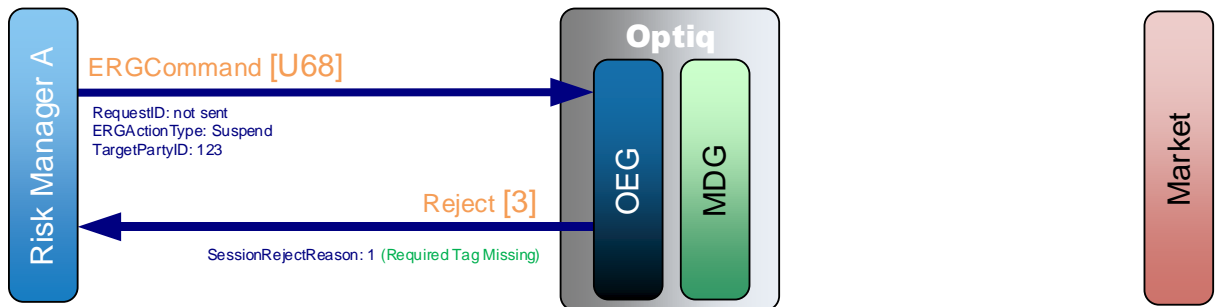 Risk Manager A
ERGCommand [U68]
RequestID: not sent
ERGActionType: Suspend
TargetPartyID: 123
Reject [3]
SessionRejectReason: 1 (Required Tag Missing)
Optiq
OEG
MDG
Market